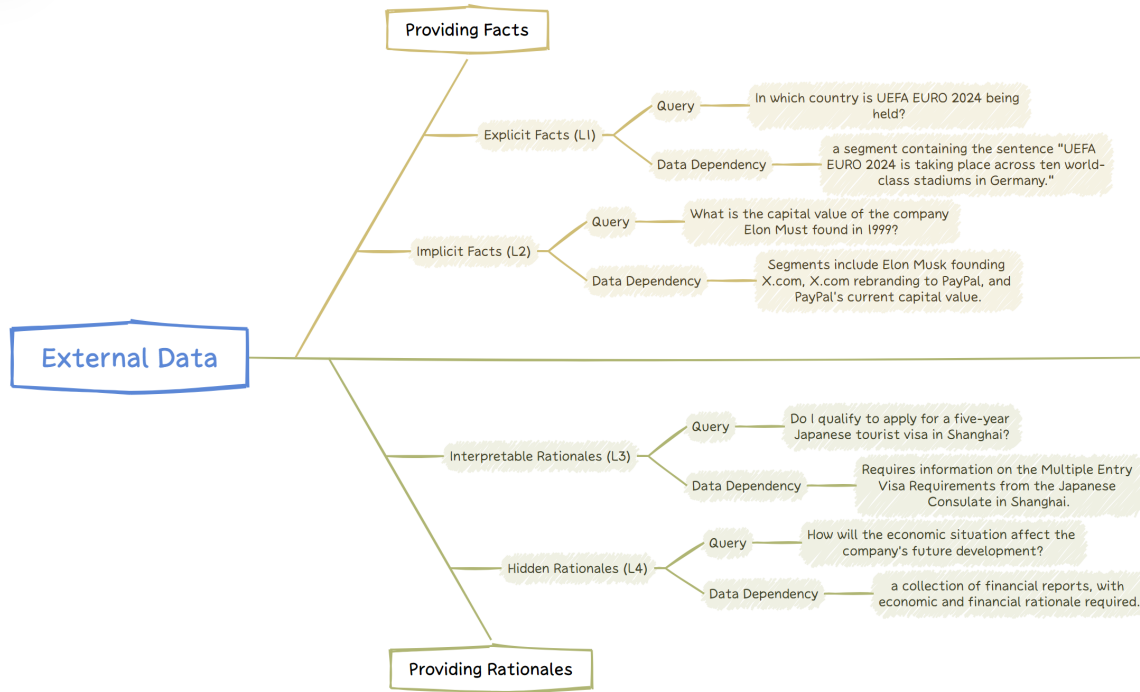 Providing Facts
Query
In which country is UEFA EURO 2024 being
held?
Explicit Facts (L1)
Data Dependency
a segment containing the sentence "UEFA
EURO 2024 is taking place across ten world-
class stadiums in Germany."
Query
What is the capital value of the company
Elon Must found in 1999?
Implicit Facts (L2)
Data Dependency
Segments include Elon Musk founding
X.com, X.com rebranding to PayPal, and
PayPal's current capital value.
External Data
Query
Do I qualify to apply for a five-year
Japanese tourist visa in Shanghai?
Interpretable Rationales (L3)
Data Dependency
Requires information on the Multiple Entry
Visa Requirements from the Japanese
Consulate in Shanghai.
Query
How will the economic situation affect the
company's future development?
Hidden Rationales (L4)
Data Dependency
a collection of financial reports, with
economic and financial rationale required.
Providing Rationales